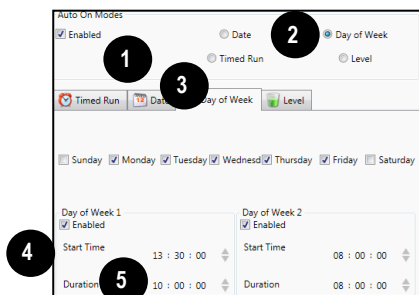 Auto On Modes
Enabled
Date
2
Day of Week
1
Timed Run
Level
3
Timed Run
Date
Day of Week
Level
Sunday Monday Tuesday Wednesd Thursday Friday Saturday
Day of Week 1
Day of Week 2
Enabled
Enabled
4
Start Time
13 : 30 : 00
Start Time
08 : 00 : 00
Duration
5
10 : 00 : 00
Duration
08 : 00 : 00